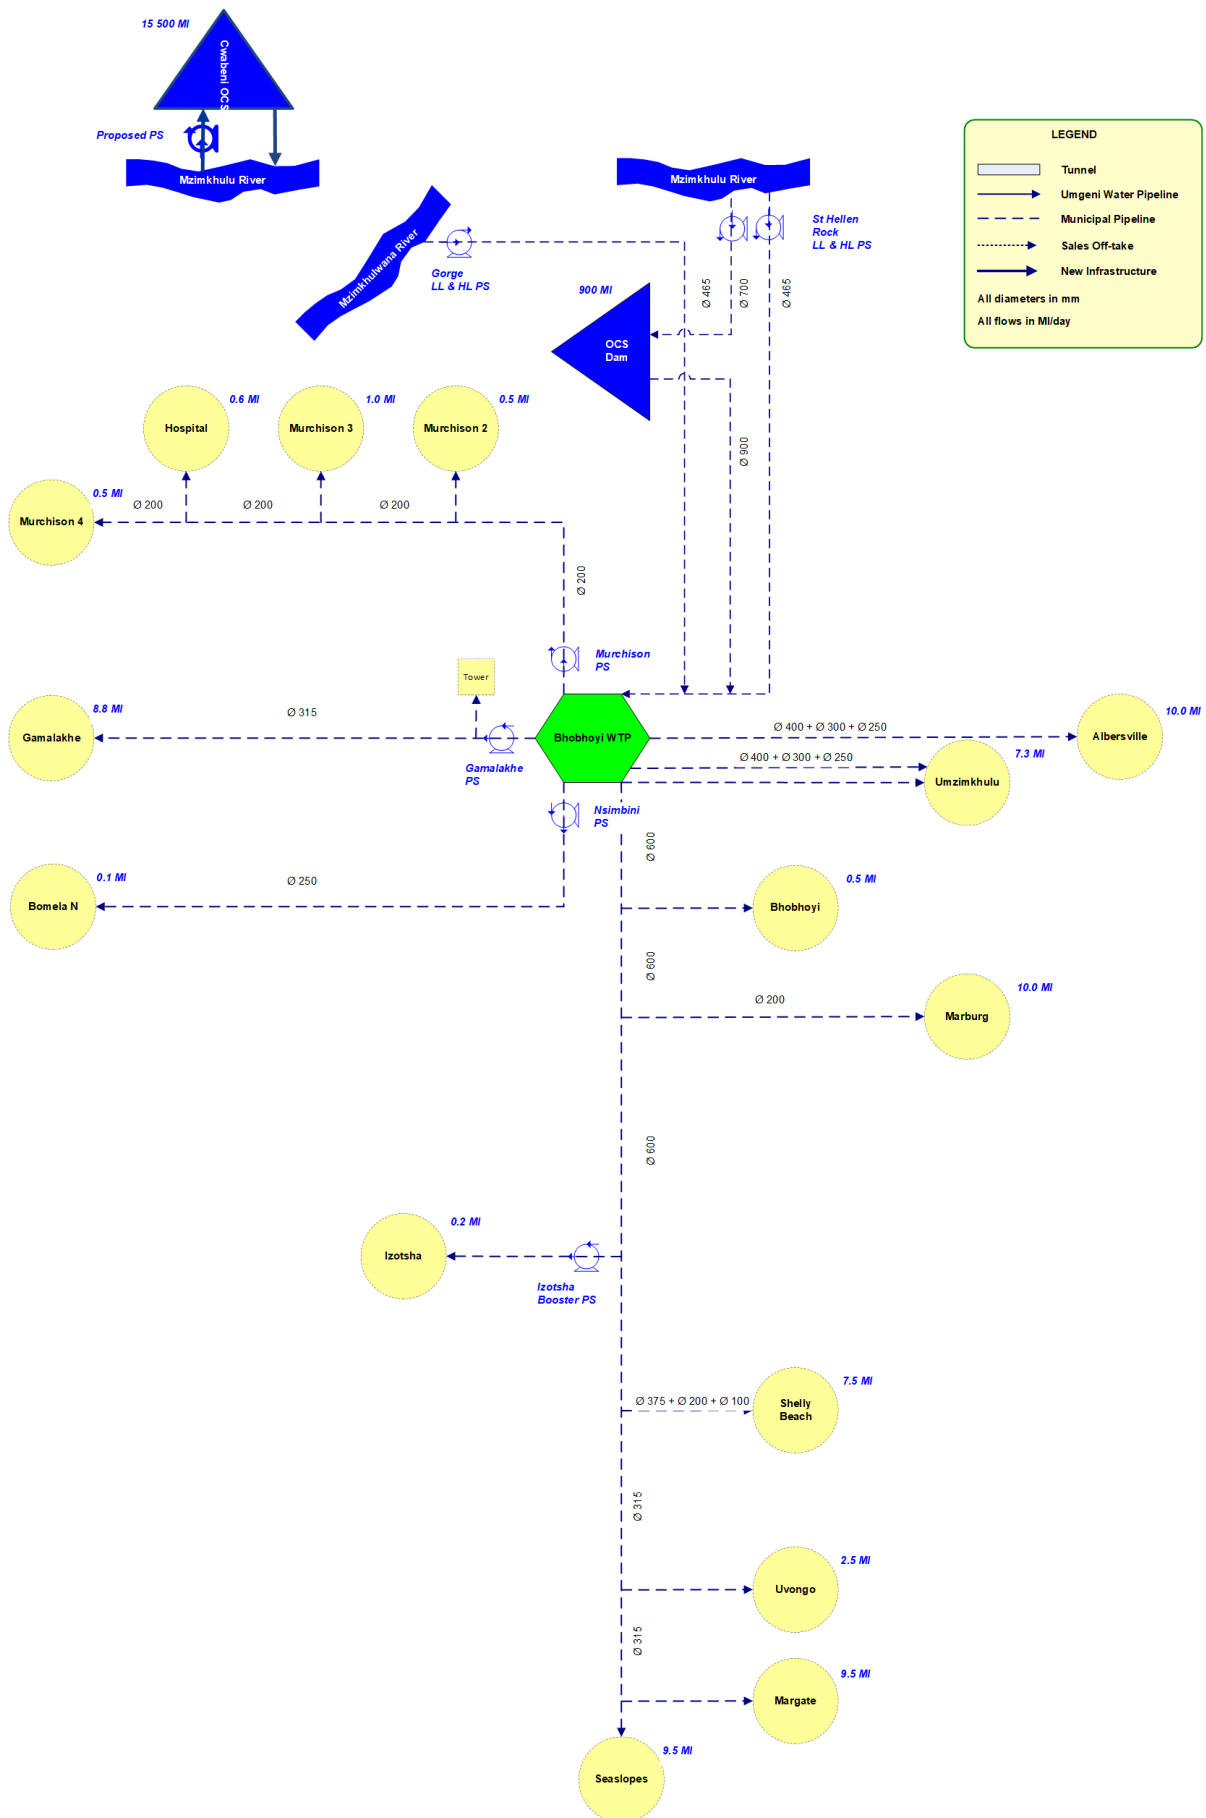 15 500 Ml
Cwabeni OCS
Proposed PS
Mzimkhulu River
Mzimkhulu River
St Hellen
Rock
LL & HL PS
LEGEND
Tunnel
Umgeni Water Pipeline
Municipal Pipeline
Sales Off-take
New Infrastructure
All diameters in mm
All flows in Ml/day
Mzimkhulwana River
Gorge
LL & HL PS
900 Ml
Ø 465
Ø 700
Ø 465
OCS
Dam
Ø 900
0.6 Ml
1.0 Ml
0.5 Ml
Hospital
Murchison 3
Murchison 2
0.5 Ml
Murchison 4
Ø 200
Ø 200
Ø 200
Ø 200
Murchison
PS
Tower
8.8 Ml
Gamalakhe
Ø 315
Gamalakhe
PS
Bhobhoyi WTP
Ø 400 + Ø 300 + Ø 250
10.0 Ml
Albersville
Ø 400 + Ø 300 + Ø 250
7.3 Ml
Umzimkhulu
Nsimbini
PS
Ø 600
0.1 Ml
Bomela N
Ø 250
0.5 Ml
Bhobhoyi
Ø 600
Ø 200
10.0 Ml
Marburg
Ø 600
0.2 Ml
Izotsha
Izotsha
Booster PS
Ø 375 + Ø 200 + Ø 100
7.5 Ml
Shelly
Beach
Ø 315
2.5 Ml
Uvongo
Ø 315
9.5 Ml
Margate
9.5 Ml
Seaslopes